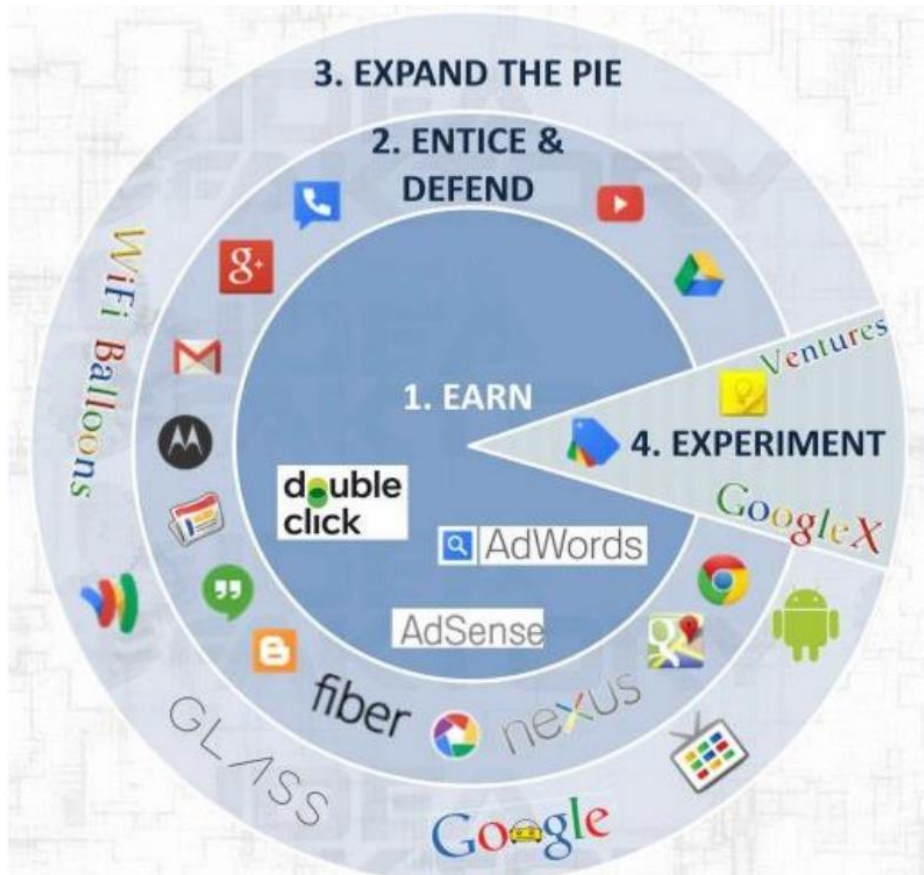 3. EXPAND THE PIE
2. ENTICE &
DEFEND
g+
WiFi Balloons
Ventures
1. EARN
4. EXPERIMENT
double
click
GoogleX
AdWords
AdSense
fiber
nexus
GLASS
Google